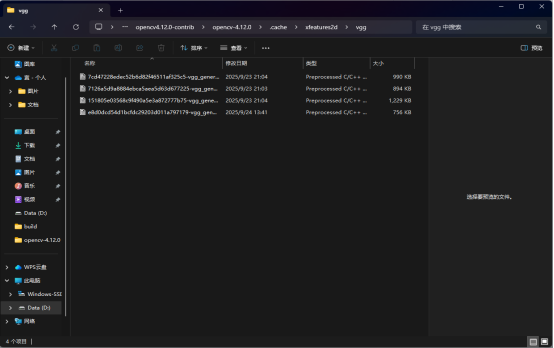 vgg
opencv4.12.0-contrib > opencv-4.12.0 > .cache > xfeatures2d > vgg
在 vgg 中搜索
新建
排序
查看
预览
图库
个人
图片
文档
桌面
下载
文档
图片
音乐
视频
Data (D:)
build
opencv-4.12.0
WPS云盘
此电脑
Windows-SSD
Data (D:)
网络
名称 修改日期 类型 大小
7cd47228edec52b6d82f46511af325c5-vgg_gener... 2025/9/23 21:04 Preprocessed C/C++ ... 990 KB
7126a5d9a8884ebca5aea5d63d677225-vgg_gener... 2025/9/23 21:03 Preprocessed C/C++ ... 894 KB
151805e03568c9f490a5e3a872777b75-vgg_gene... 2025/9/23 21:04 Preprocessed C/C++ ... 1,229 KB
e8d0dcd54d1bcfdc29203d011a797179-vgg_gen... 2025/9/24 13:41 Preprocessed C/C++ ... 756 KB
选择要预览的文件。
4 个项目